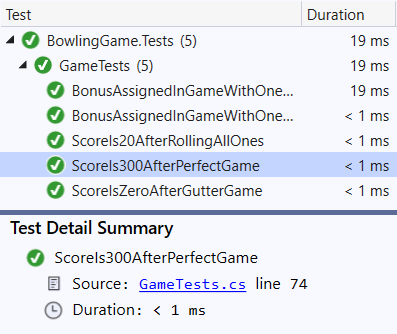 Test Duration
BowlingGame.Tests (5) 19 ms
GameTests (5) 19 ms
BonusAssignedInGameWithOne... 19 ms
BonusAssignedInGameWithOne... < 1 ms
ScoreIs20AfterRollingAllOnes < 1 ms
ScoreIs300AfterPerfectGame < 1 ms
ScoreIsZeroAfterGutterGame < 1 ms
Test Detail Summary
ScoreIs300AfterPerfectGame
Source: GameTests.cs line 74
Duration: < 1 ms